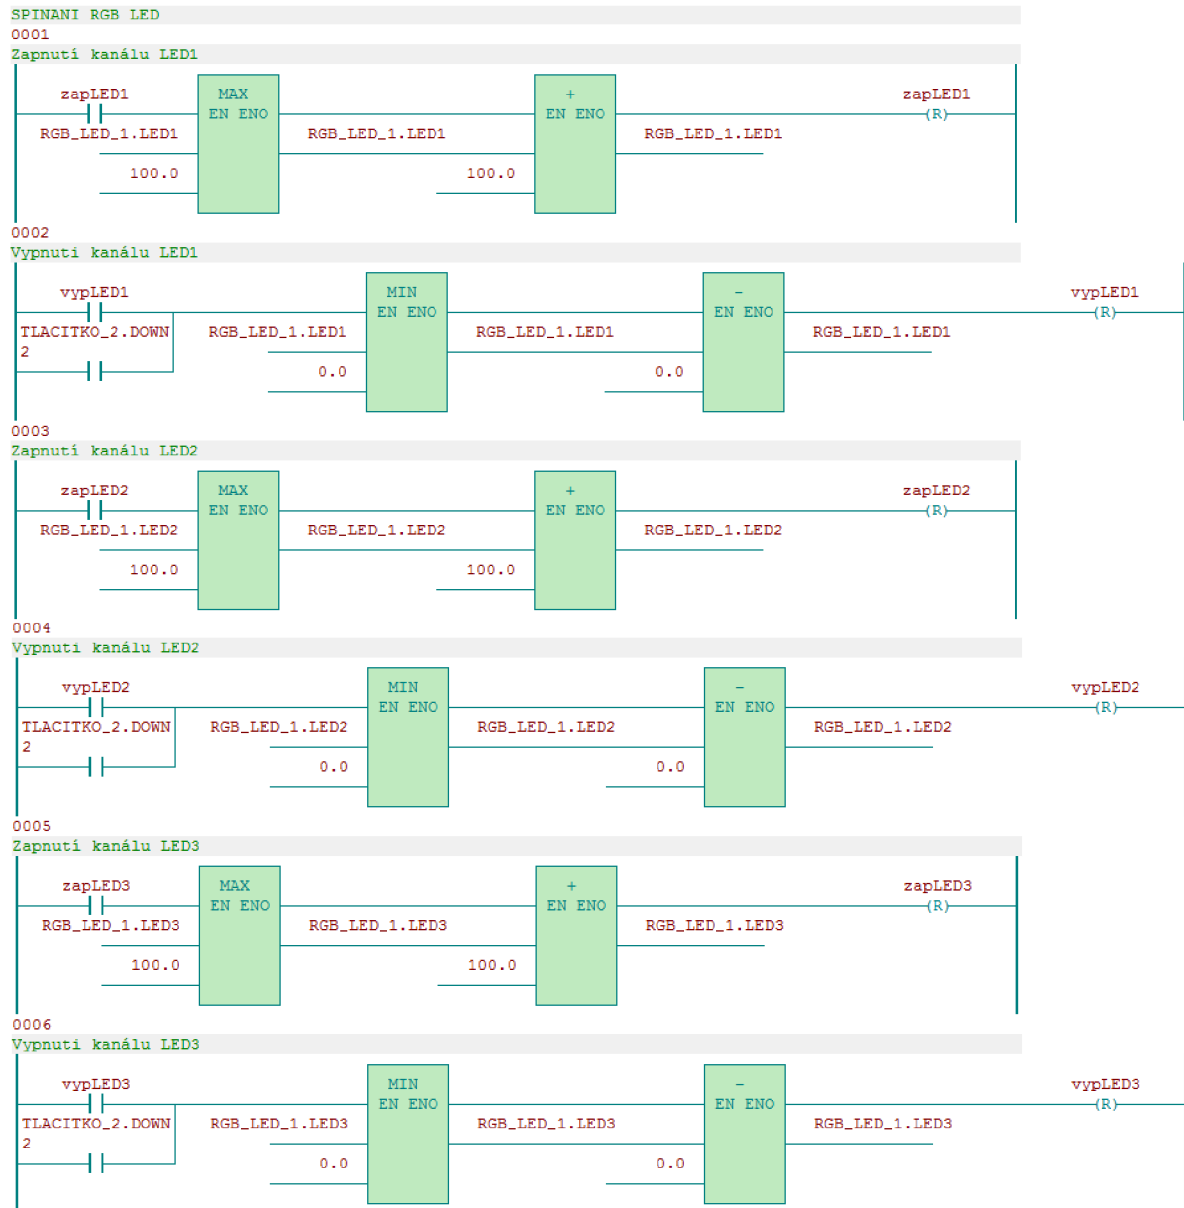 SPINANI RGB LED
0001
Zapnutí kanálu LED1
zapLED1 MAX + zapLED1
EN ENO EN ENO (R)
RGB_LED_1.LED1 RGB_LED_1.LED1 RGB_LED_1.LED1
100.0 100.0
0002
Vypnuti kanálu LED1
vypLED1 MIN - vypLED1
EN ENO EN ENO (R)
TLACITKO_2.DOWN RGB_LED_1.LED1 RGB_LED_1.LED1 RGB_LED_1.LED1
2 0.0 0.0
0003
Zapnutí kanálu LED2
zapLED2 MAX + zapLED2
EN ENO EN ENO (R)
RGB_LED_1.LED2 RGB_LED_1.LED2 RGB_LED_1.LED2
100.0 100.0
0004
Vypnuti kanálu LED2
vypLED2 MIN - vypLED2
EN ENO EN ENO (R)
TLACITKO_2.DOWN RGB_LED_1.LED2 RGB_LED_1.LED2 RGB_LED_1.LED2
2 0.0 0.0
0005
Zapnutí kanálu LED3
zapLED3 MAX + zapLED3
EN ENO EN ENO (R)
RGB_LED_1.LED3 RGB_LED_1.LED3 RGB_LED_1.LED3
100.0 100.0
0006
Vypnuti kanálu LED3
vypLED3 MIN - vypLED3
EN ENO EN ENO (R)
TLACITKO_2.DOWN RGB_LED_1.LED3 RGB_LED_1.LED3 RGB_LED_1.LED3
2 0.0 0.0